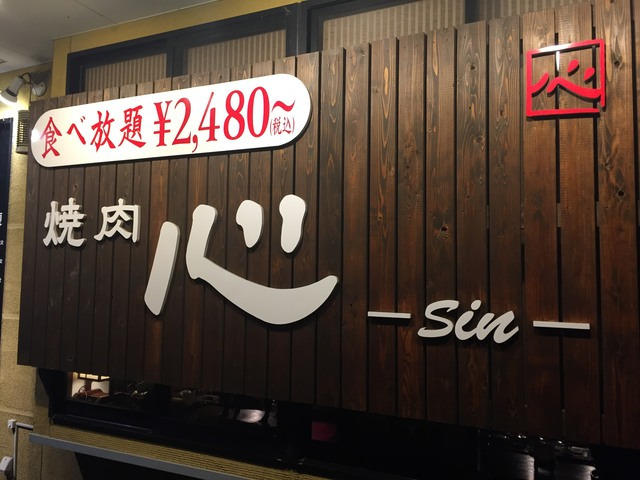 食べ放題 ¥2,480~(税込)
心
焼肉 心
— sin —